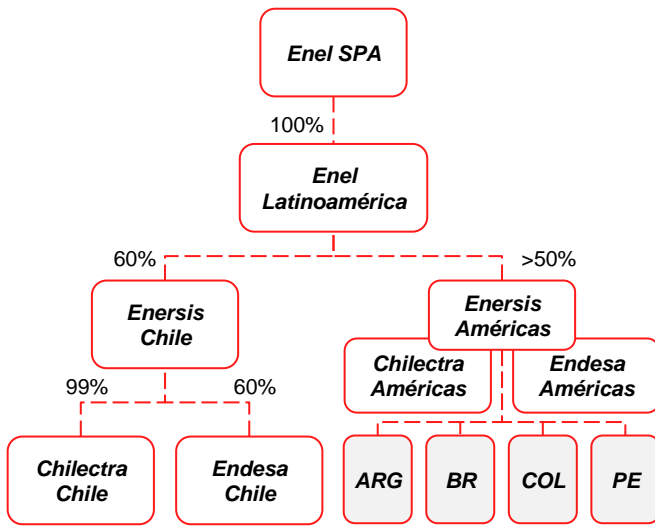 Enel SPA
100%
Enel
Latinoamérica
60%
>50%
Enersis
Chile
Enersis
Américas
Chilectra
Américas
Endesa
Américas
99%
60%
Chilectra
Chile
Endesa
Chile
ARG
BR
COL
PE